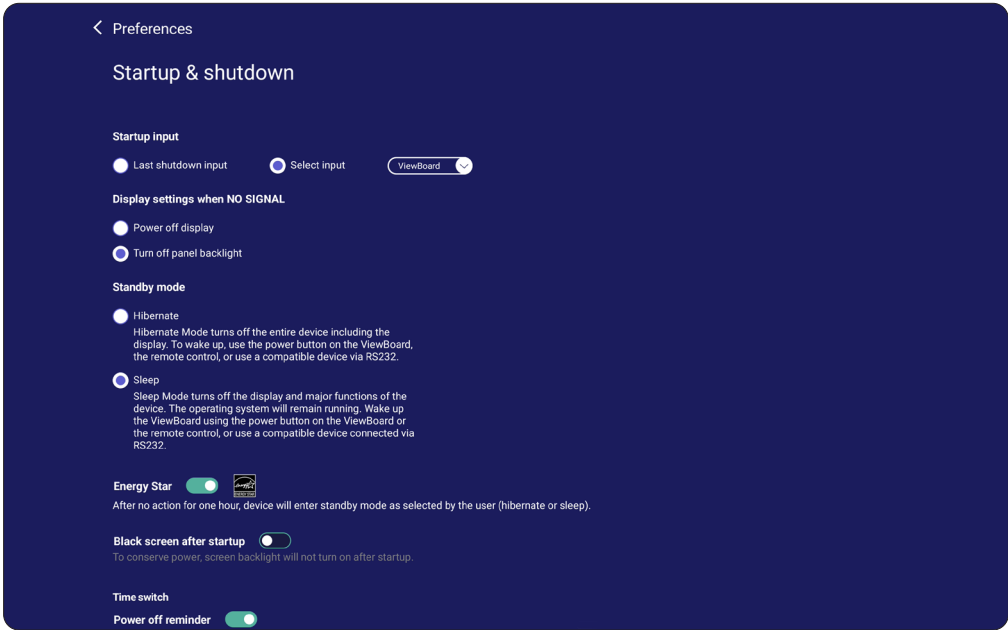 Preferences
Startup & shutdown
Startup input
Last shutdown input Select input ViewBoard
Display settings when NO SIGNAL
Power off display
Turn off panel backlight
Standby mode
Hibernate
Hibernate Mode turns off the entire device including the
display. To wake up, use the power button on the ViewBoard,
the remote control, or use a compatible device via RS232.
Sleep
Sleep Mode turns off the display and major functions of the
device. The operating system will remain running. Wake up
the ViewBoard using the power button on the ViewBoard or
the remote control, or use a compatible device connected via
RS232.
Energy Star
ENERGY STAR
After no action for one hour, device will enter standby mode as selected by the user (hibernate or sleep).
Black screen after startup
To conserve power, screen backlight will not turn on after startup.
Time switch
Power off reminder